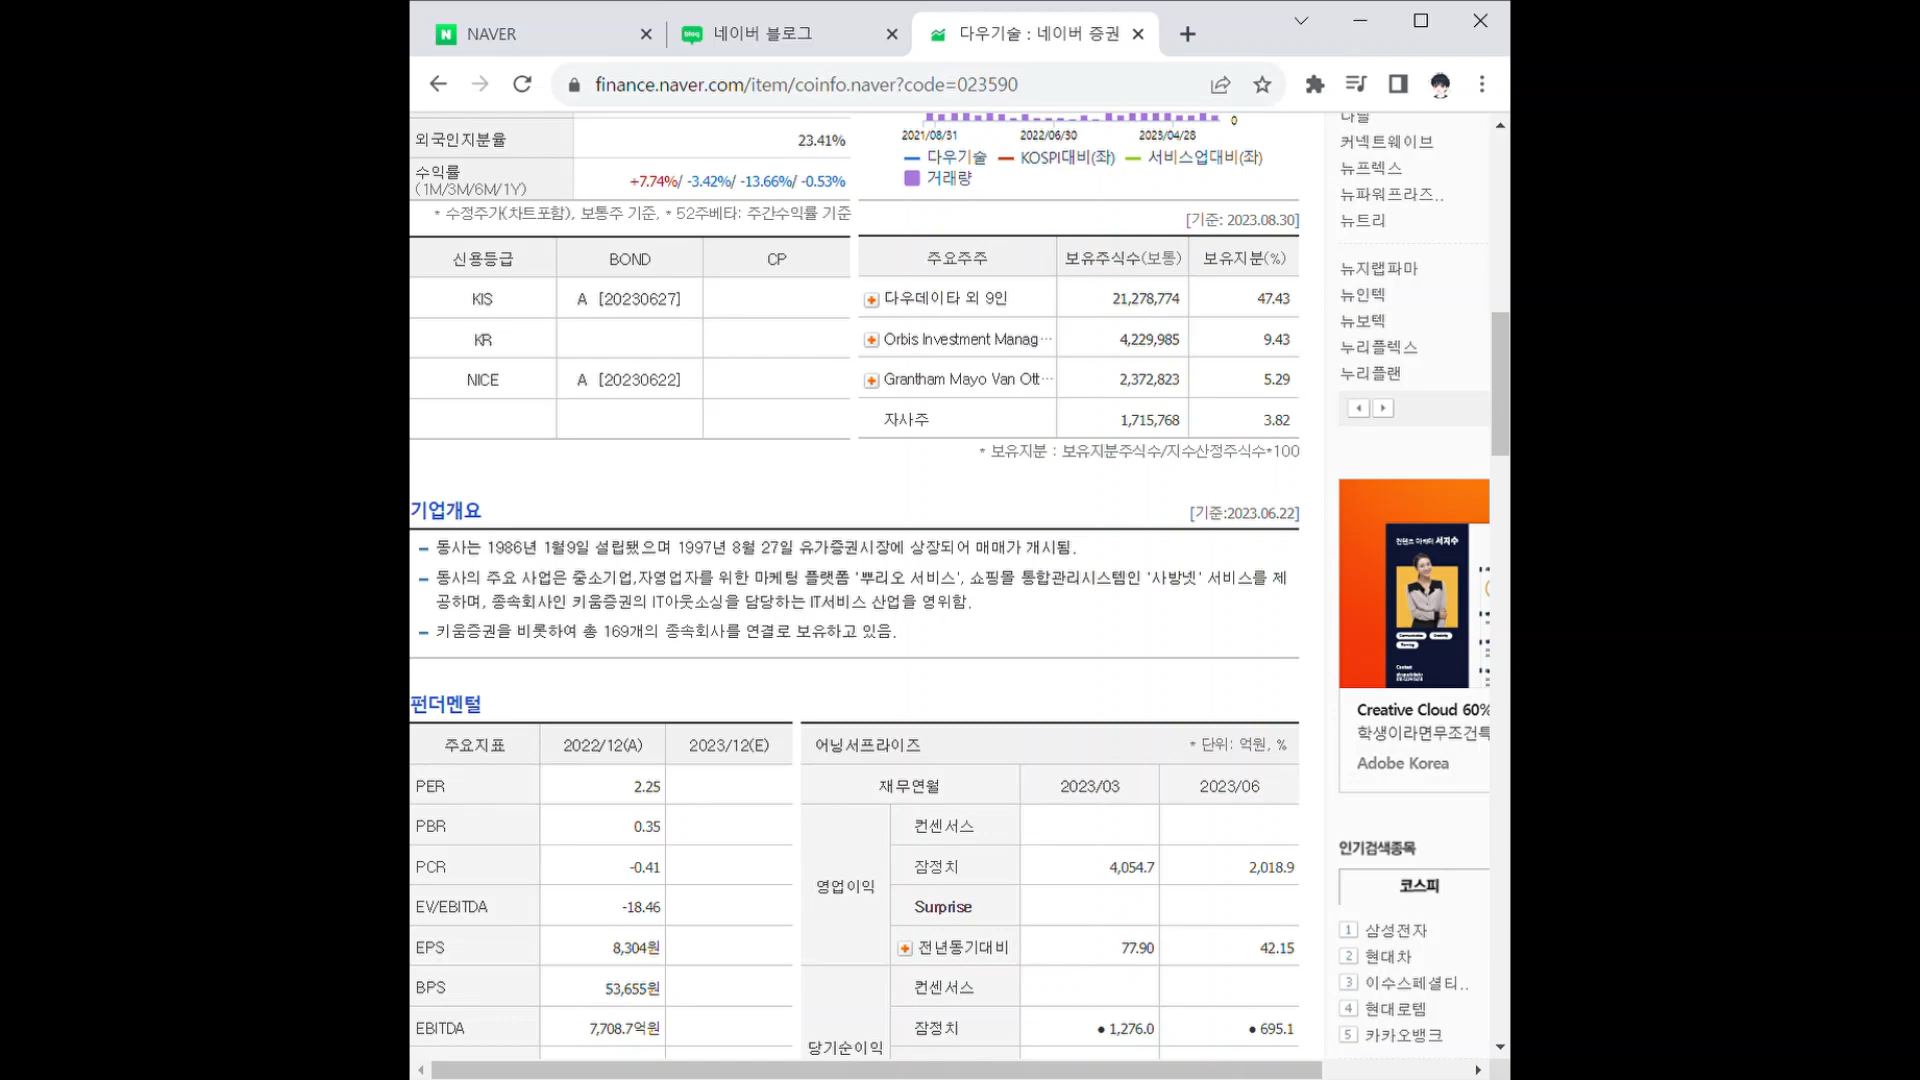 NAVER
네이버 블로그
다우기술 : 네이버 증권
finance.naver.com/item/coinfo.naver?code=023590
외국인지분율 23.41%
수익률 (1M/3M/6M/1Y) +7.74%/ -3.42%/ -13.66%/ -0.53%
* 수정주가(차트포함), 보통주 기준, * 52주베타: 주간수익률 기준
0
2021/08/31 2022/06/30 2023/04/28
다우기술 KOSPI대비(좌) 서비스업대비(좌)
거래량
[기준: 2023.08.30]
신용등급 BOND CP
KIS A [20230627]
KR
NICE A [20230622]
주요주주 보유주식수(보통) 보유지분(%)
다우데이타 외 9인 21,278,774 47.43
Orbis Investment Manag··· 4,229,985 9.43
Grantham Mayo Van Ott··· 2,372,823 5.29
자사주 1,715,768 3.82
* 보유지분 : 보유지분주식수/지수산정주식수*100
기업개요
[기준:2023.06.22]
동사는 1986년 1월9일 설립됐으며 1997년 8월 27일 유가증권시장에 상장되어 매매가 개시됨.
동사의 주요 사업은 중소기업,자영업자를 위한 마케팅 플랫폼 '뿌리오 서비스', 쇼핑몰 통합관리시스템인 '사방넷' 서비스를 제
공하며, 종속회사인 키움증권의 IT아웃소싱을 담당하는 IT서비스 산업을 영위함.
키움증권을 비롯하여 총 169개의 종속회사를 연결로 보유하고 있음.
펀더멘털
주요지표 2022/12(A) 2023/12(E)
PER 2.25
PBR 0.35
PCR -0.41
EV/EBITDA -18.46
EPS 8,304원
BPS 53,655원
EBITDA 7,708.7억원
어닝서프라이즈 * 단위: 억원, %
재무연월 2023/03 2023/06
영업이익
컨센서스
잠정치 4,054.7 2,018.9
Surprise
전년동기대비 77.90 42.15
당기순이익
컨센서스
잠정치 ● 1,276.0 ● 695.1
커넥트웨이브
뉴프렉스
뉴파워프라즈..
뉴트리
뉴지랩파마
뉴인텍
뉴보텍
누리플렉스
누리플랜
컨텐츠 마케터 서지수
Contact
Creative Cloud 60%
학생이라면무조건특
Adobe Korea
인기검색종목
코스피
1 삼성전자
2 현대차
3 이수스페셜티..
4 현대로템
5 카카오뱅크